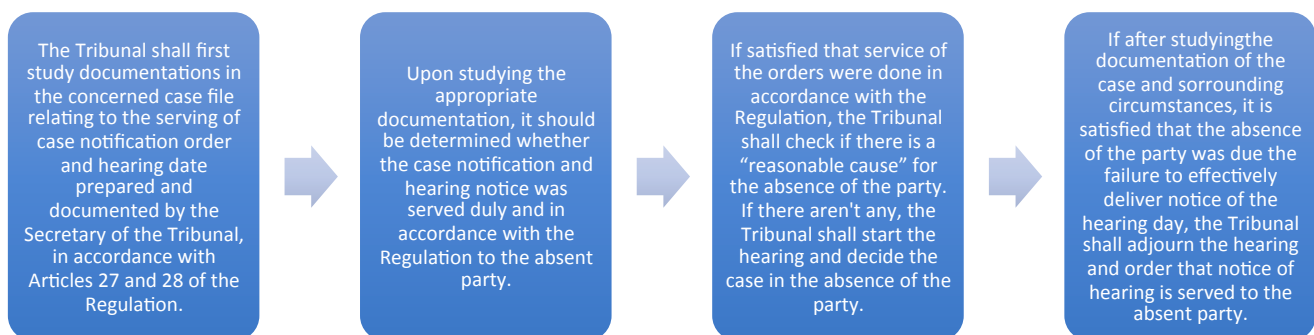 The Tribunal shall first
study documentations in
the concerned case file
relating to the serving of
case notification order
and hearing date
prepared and
documented by the
Secretary of the Tribunal,
in accordance with
Articles 27 and 28 of the
Regulation.
Upon studying the
appropriate
documentation, it should
be determined whether
the case notification and
hearing notice was
served duly and in
accordance with the
Regulation to the absent
party.
If satisfied that service of
the orders were done in
accordance with the
Regulation, the Tribunal
shall check if there is a
“reasonable cause” for
the absence of the party.
If there aren't any, the
Tribunal shall start the
hearing and decide the
case in the absence of the
party.
If after studyingthe
documentation of the
case and sorrounding
circumstances, it is
satisfied that the absence
of the party was due the
failure to effectively
deliver notice of the
hearing day, the Tribunal
shall adjourn the hearing
and order that notice of
hearing is served to the
absent party.